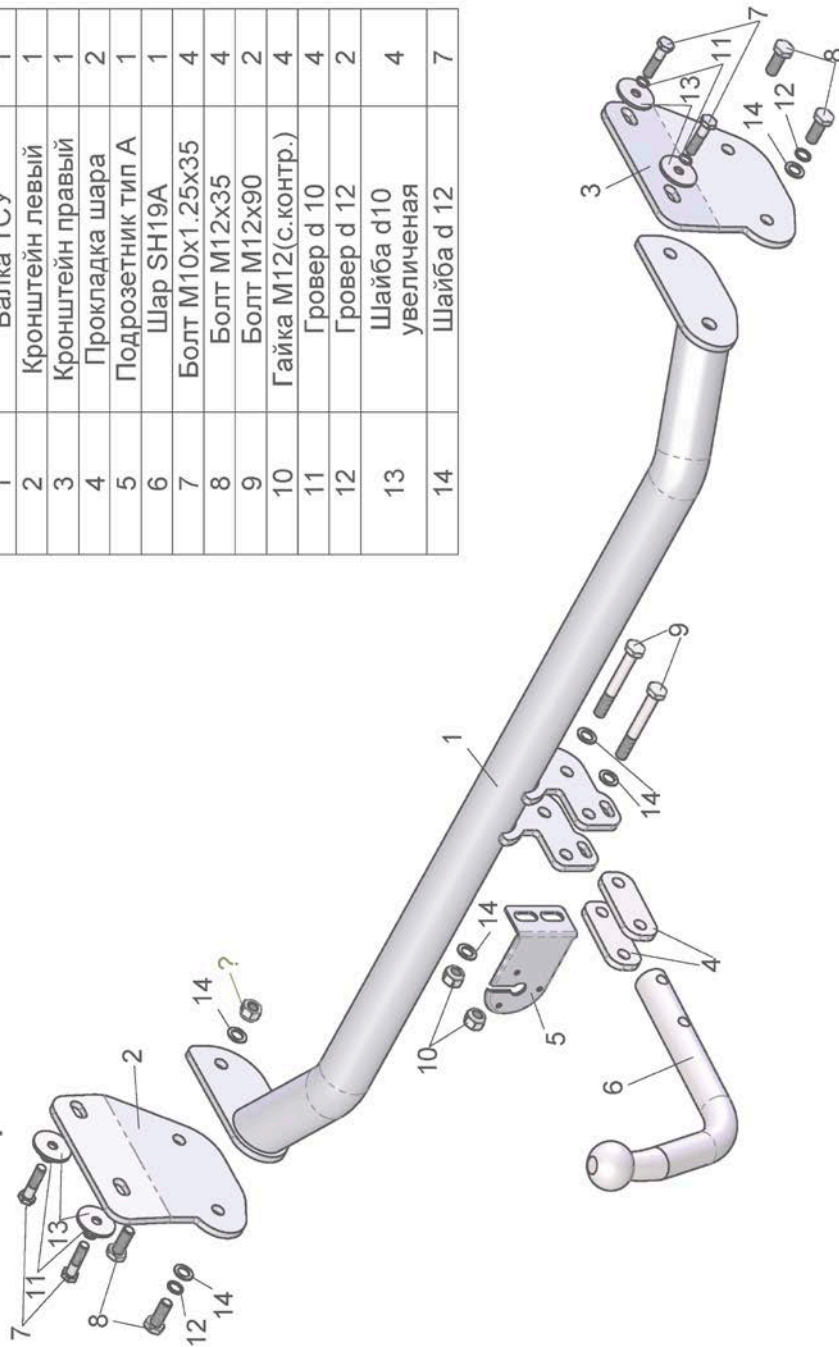 1 Балка ТСУ 1
2 Кронштейн левый 1
3 Кронштейн правый 1
4 Прокладка шара 2
5 Подрозетник тип А 1
6 Шар SH19A 1
7 Болт М10х1.25х35 4
8 Болт М12х35 4
9 Болт М12х90 2
10 Гайка М12(с.контр.) 4
11 Гровер d 10 4
12 Гровер d 12 2
13 Шайба d10 увеличеная 4
14 Шайба d 12 7
7
11
13
8
12
14
2
14
?
10
14
5
6
4
1
14
9
3
14
12
13
11
7
8